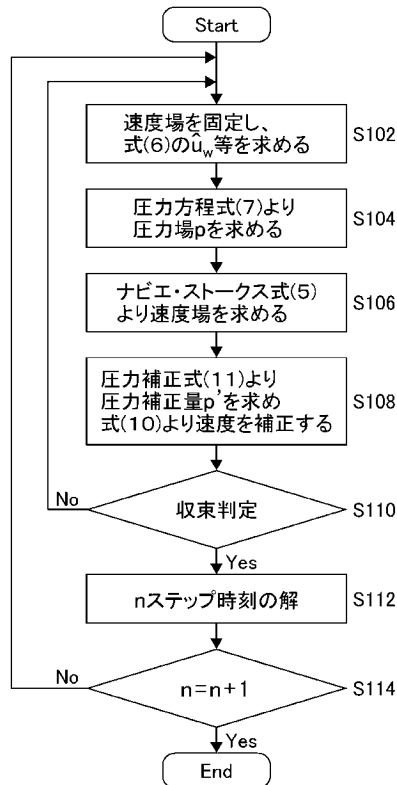 Start
速度場を固定し、
式(6)のûw等を求める
S102
圧力方程式(7)より
圧力場pを求める
S104
ナビエ・ストークス式(5)
より速度場を求める
S106
圧力補正式(11)より
圧力補正量p'を求め
式(10)より速度を補正する
S108
No
収束判定
S110
Yes
nステップ時刻の解
S112
No
n=n+1
S114
Yes
End